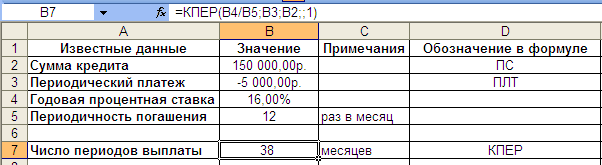 B7 fx =КПЕР(B4/B5;B3;B2;;1)
A B C D
1 Известные данные Значение Примечания Обозначение в формуле
2 Сумма кредита 150 000,00р. ПС
3 Периодический платеж -5 000,00р. ПЛТ
4 Годовая процентная ставка 16,00%
5 Периодичность погашения 12 раз в месяц
6
7 Число периодов выплаты 38 месяцев КПЕР